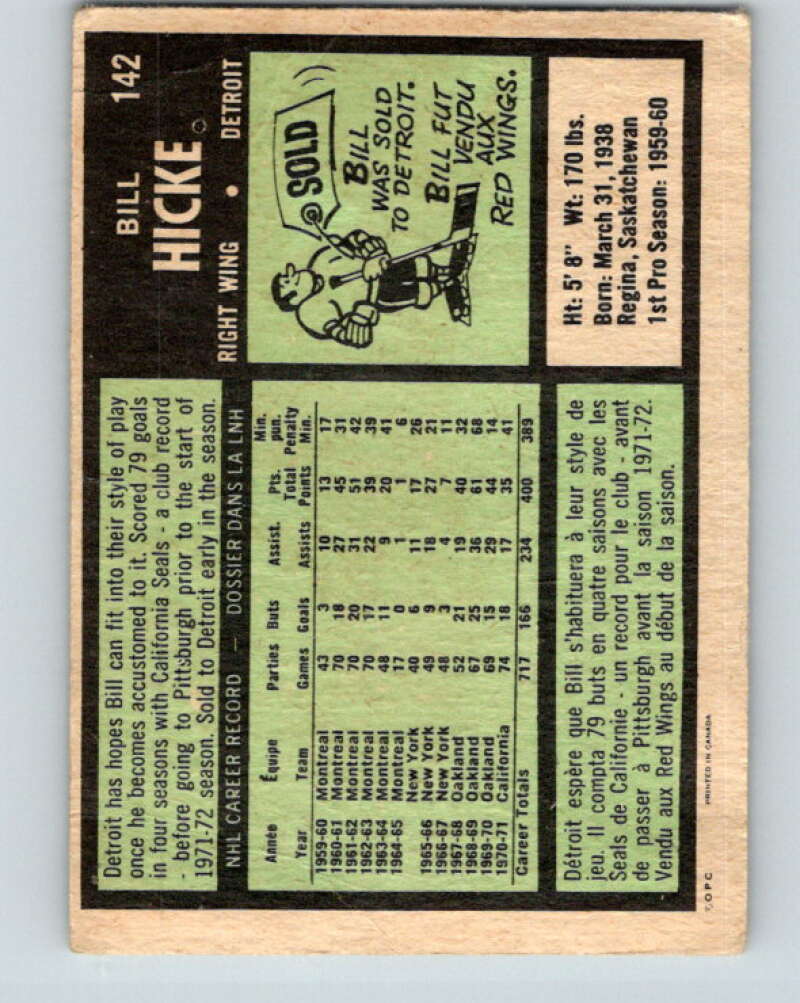 BILL 142
HICKE
RIGHT WING • DETROIT
Detroit has hopes Bill can fit into their style of play
once he becomes accustomed to it. Scored 79 goals
in four seasons with California Seals - a club record
- before going to Pittsburgh prior to the start of
1971-72 season. Sold to Detroit early in the season.
SOLD
BILL
WAS SOLD
TO DETROIT.
BILL FUT
VENDU
AUX
RED WINGS.
NHL CAREER RECORD — DOSSIER DANS LA LNH
Année Équipe Parties Buts Assist. Pts. Total Min. pun.
Year Team Games Goals Assists Points Penalty Min.
1959-60 Montreal 43 3 10 13 17
1960-61 Montreal 70 18 27 45 31
1961-62 Montreal 70 20 31 51 42
1962-63 Montreal 70 17 22 39 39
1963-64 Montreal 48 11 9 20 41
1964-65 Montreal 17 0 1 1 6
New York 40 6 11 17 26
1965-66 New York 49 9 18 27 21
1966-67 New York 48 3 4 7 11
1967-68 Oakland 52 21 19 40 32
1968-69 Oakland 67 25 36 61 68
1969-70 Oakland 69 15 29 44 14
1970-71 California 74 18 17 35 41
Career Totals 717 166 234 400 389
Ht: 5' 8" Wt: 170 lbs.
Born: March 31, 1938
Regina, Saskatchewan
1st Pro Season: 1959-60
Détroit espère que Bill s'habituera à leur style de
jeu. Il compta 79 buts en quatre saisons avec les
Seals de Californie - un record pour le club - avant
de passer à Pittsburgh avant la saison 1971-72.
Vendu aux Red Wings au début de la saison.
© O P C PRINTED IN CANADA